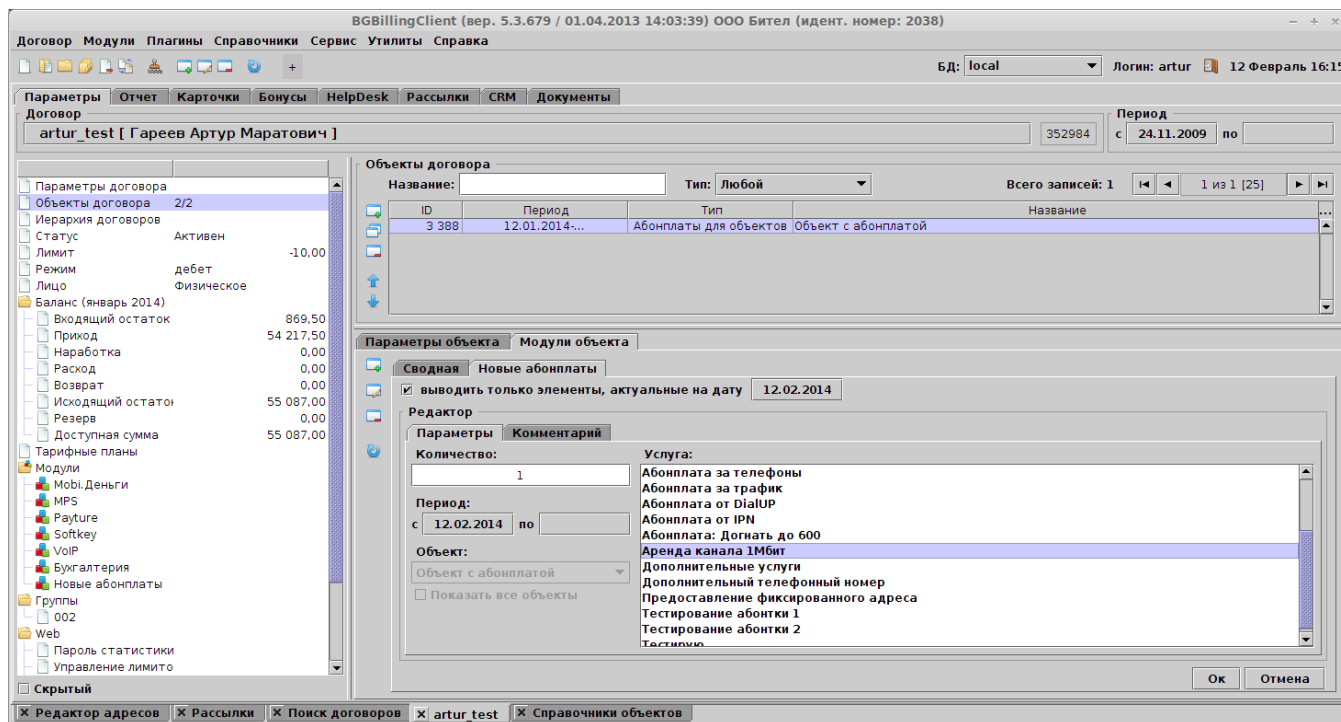 BGBillingClient (вер. 5.3.679 / 01.04.2013 14:03:39) ООО Бител (идент. номер: 2038)
Договор Модули Плагины Справочники Сервис Утилиты Справка
БД: local Логин: artur 12 Февраль 16:15
Параметры Отчет Карточки Бонусы HelpDesk Рассылки CRM Документы
Договор
artur_test [ Гареев Артур Маратович ] 352984
Период
с 24.11.2009 по
Параметры договора
Объекты договора 2/2
Иерархия договоров
Статус Активен
Лимит -10,00
Режим дебет
Лицо Физическое
Баланс (январь 2014)
Входящий остаток 869,50
Приход 54 217,50
Наработка 0,00
Расход 0,00
Возврат 0,00
Исходящий остаток 55 087,00
Резерв 0,00
Доступная сумма 55 087,00
Тарифные планы
Модули
Mobi.Деньги
MPS
Payture
Softkey
VoIP
Бухгалтерия
Новые абонплаты
Группы
002
Web
Пароль статистики
Управление лимито
Скрытый
Объекты договора
Название: Тип: Любой Всего записей: 1 1 из 1 [25]
ID Период Тип Название ...
3 388 12.01.2014-... Абонплаты для объектов Объект с абонплатой
Параметры объекта Модули объекта
Сводная Новые абонплаты
выводить только элементы, актуальные на дату 12.02.2014
Редактор
Параметры Комментарий
Количество:
1
Период:
с 12.02.2014 по
Объект:
Объект с абонплатой
Показать все объекты
Услуга:
Абонплата за телефоны
Абонплата за трафик
Абонплата от DialUP
Абонплата от IPN
Абонплата: Догнать до 600
Аренда канала 1Мбит
Дополнительные услуги
Дополнительный телефонный номер
Предоставление фиксированного адреса
Тестирование абонтки 1
Тестирование абонтки 2
Тестирую
Ок Отмена
Редактор адресов Рассылки Поиск договоров artur_test Справочники объектов